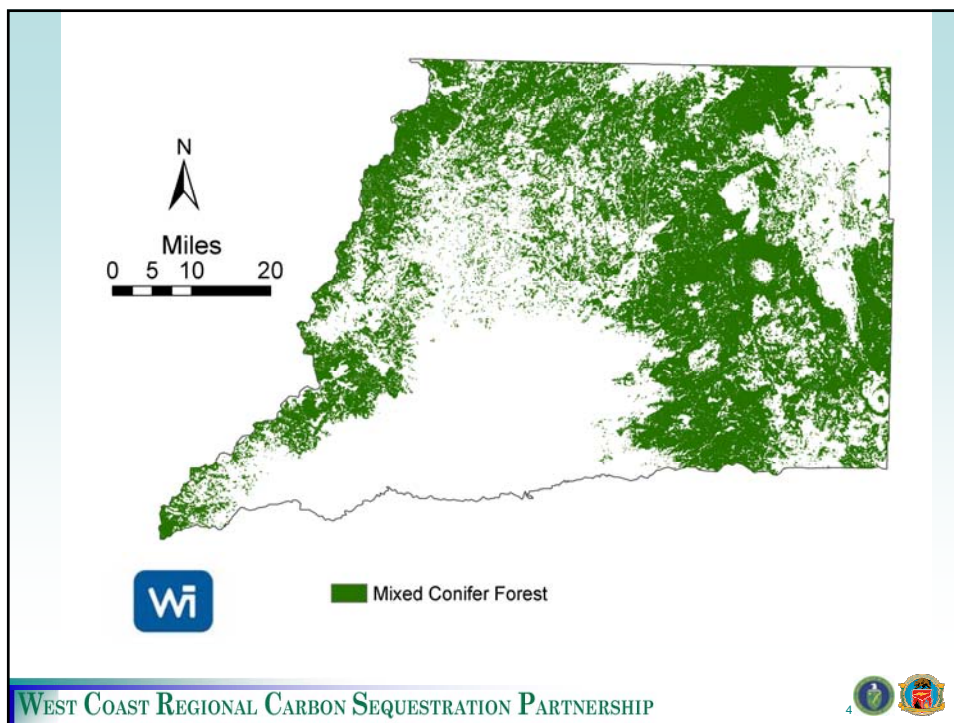 N
Miles
0 5 10 20
Wi
Mixed Conifer Forest
WEST COAST REGIONAL CARBON SEQUESTRATION PARTNERSHIP
4